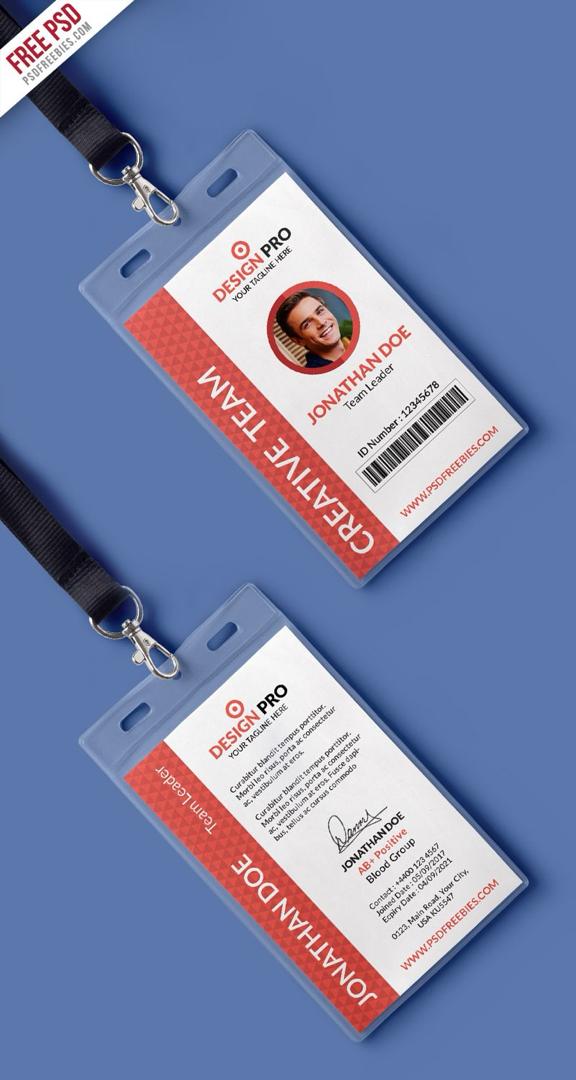 FREE PSD
PSDFREEBIES.COM
DESIGN PRO
YOUR TAGLINE HERE
JONATHAN DOE
Team Leader
ID Number : 12345678
WWW.PSDFREEBIES.COM
CREATIVE TEAM
DESIGN PRO
YOUR TAGLINE HERE
Curabitur blandit tempus porttitor.
Morbi leo risus, porta ac consectetur
ac, vestibulum at eros.
Curabitur blandit tempus porttitor.
Morbi leo risus, porta ac consectetur
ac, vestibulum at eros. Fusce dapi-
bus, tellus ac cursus commodo
Danny
JONATHAN DOE
AB+ Positive
Blood Group
Contact : +4400 123 4567
Joined Date : 05/09/2017
Expiry Date : 04/09/2021
0123, Main Road, Your City,
USA KU5547
WWW.PSDFREEBIES.COM
Team Leader
JONATHAN DOE